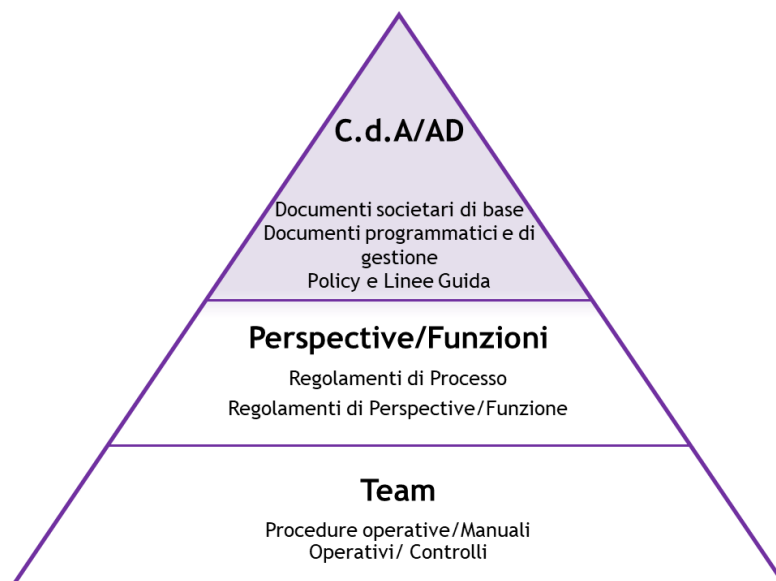 C.d.A/AD
Documenti societari di base
Documenti programmatici e di
gestione
Policy e Linee Guida
Perspective/Funzioni
Regolamenti di Processo
Regolamenti di Perspective/Funzione
Team
Procedure operative/Manuali
Operativi/ Controlli